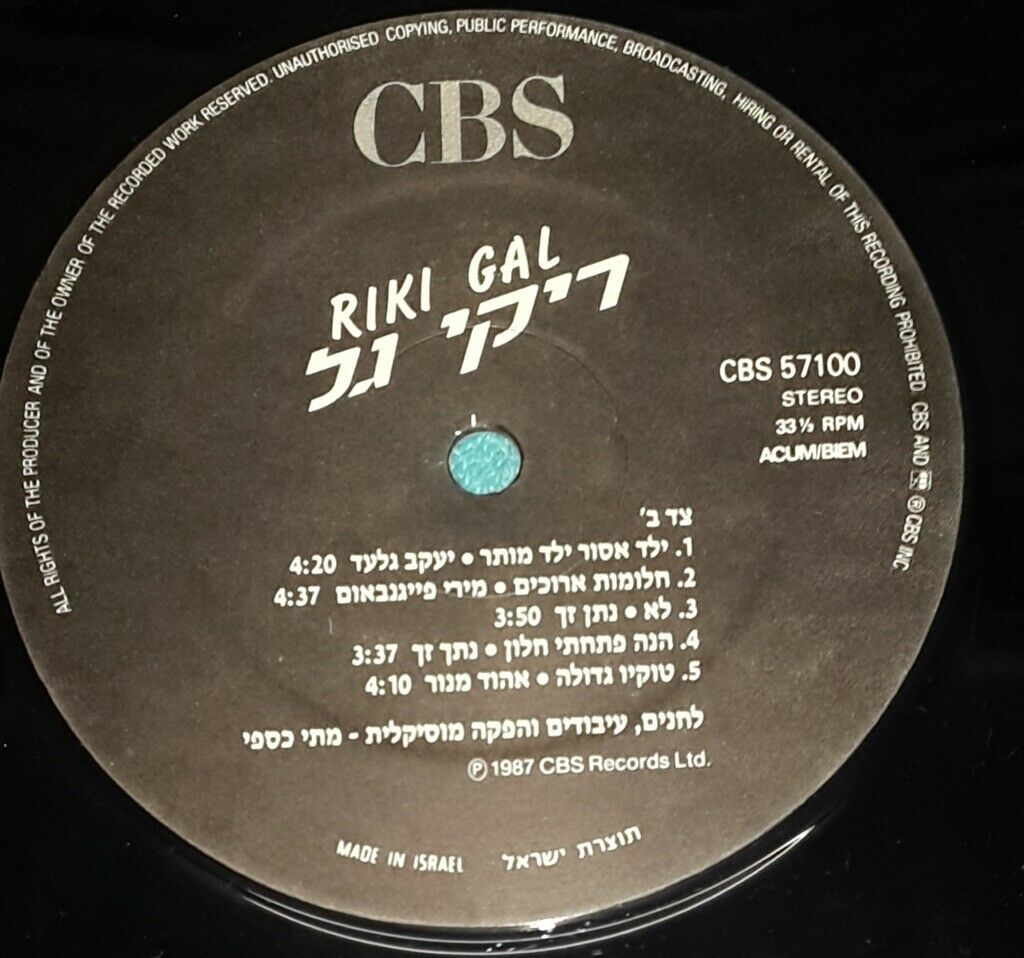 ALL RIGHTS OF THE PRODUCER AND OF THE OWNER OF THE RECORDED WORK RESERVED. UNAUTHORISED COPYING, PUBLIC PERFORMANCE, BROADCASTING, HIRING OR RENTAL OF THIS RECORDING PROHIBITED CBS AND ℗ CBS INC
CBS
RIKI GAL
ריקי גל
CBS 57100
STEREO
33⅓ RPM
ACUM/BIEM
צד ב'
1. ילד אסור ילד מותר • יעקב גלעד 4:20
2. חלומות ארוכים • מירי פייגנבאום 4:37
3. לא • נתן זך 3:50
4. הנה פתחתי חלון • נתך זך 3:37
5. טוקיו גדולה • אהוד מנור 4:10
לחנים, עיבודים והפקה מוסיקלית - מתי כספי
℗ 1987 CBS Records Ltd.
MADE IN ISRAEL תוצרת ישראל